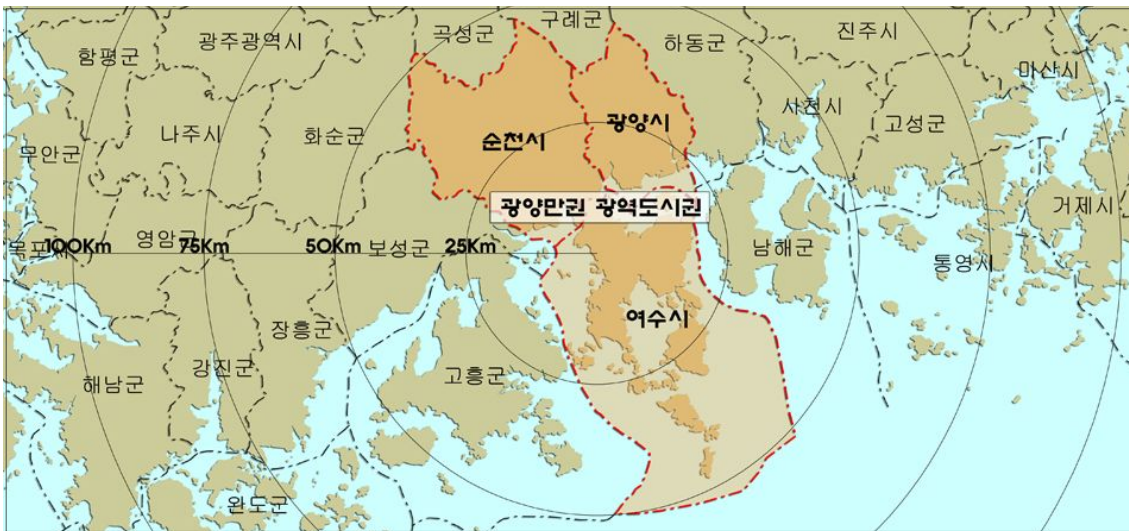 구례군
곡성군
진주시
광주광역시
하동군
함평군
마산시
사천시
광양시
고성군
나주시
화순군
순천시
무안군
광양만권 광역도시권
거제시
영암군
보성군
남해군
100Km
75Km
50Km
25Km
통영시
여수시
장흥군
강진군
고흥군
해남군
완도군